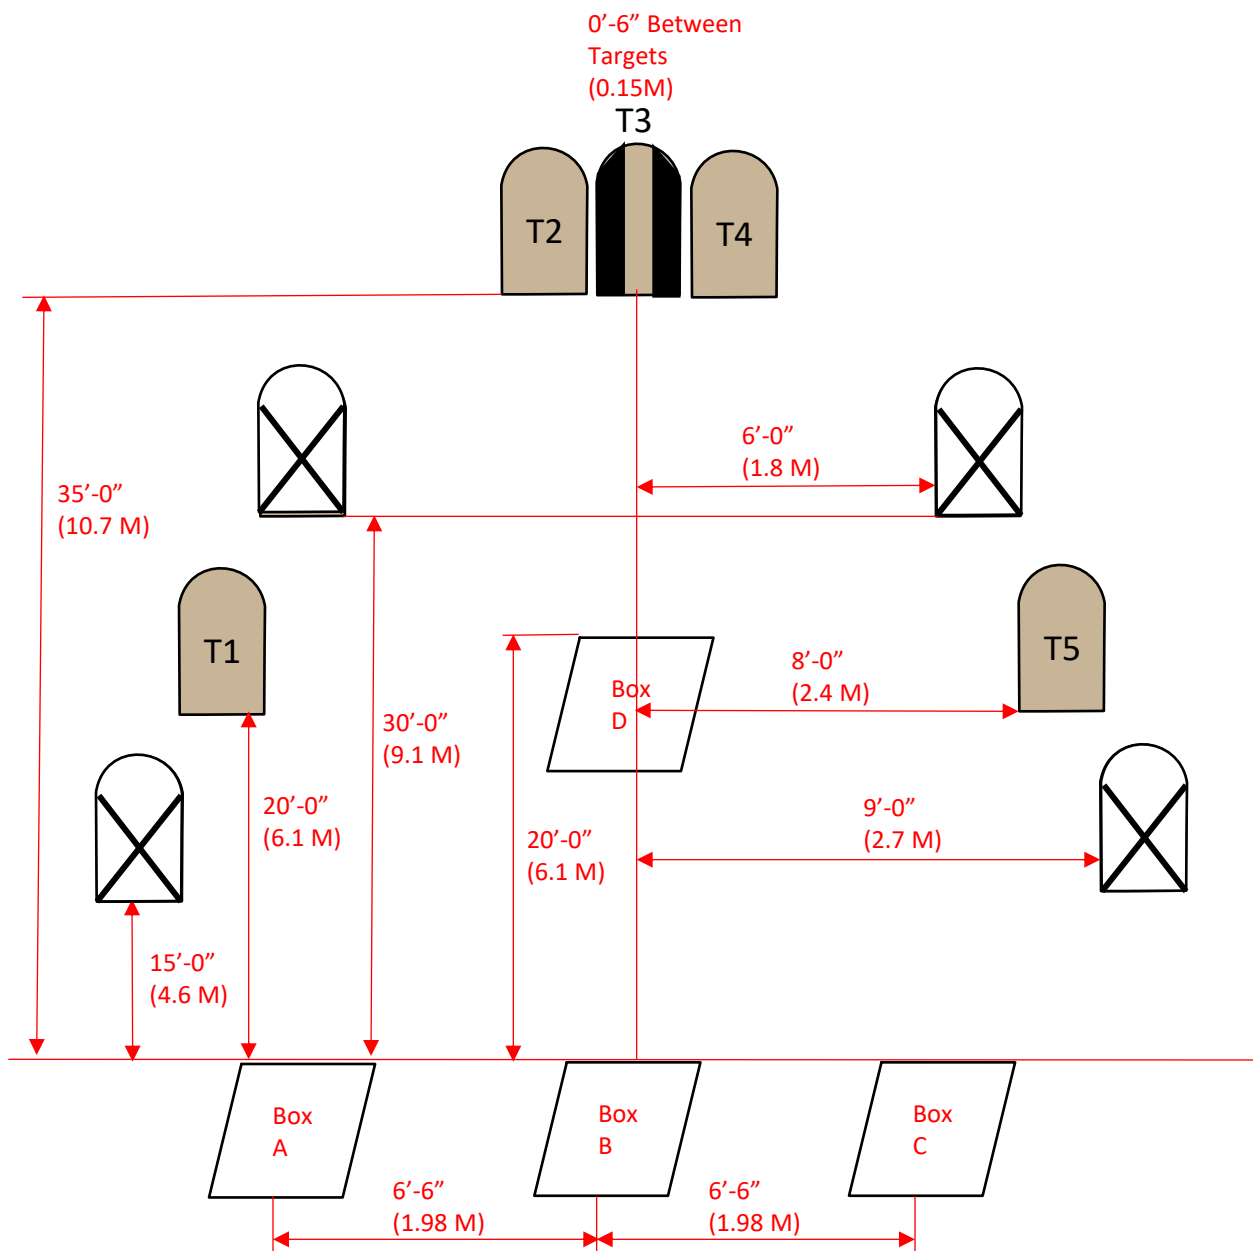 0’-6” Between
Targets
(0.15M)
T3
T2
T4
6’-0”
(1.8 M)
35’-0”
(10.7 M)
T1
T5
Box
D
8’-0”
(2.4 M)
30’-0”
(9.1 M)
20’-0”
(6.1 M)
20’-0”
(6.1 M)
9’-0”
(2.7 M)
15’-0”
(4.6 M)
Box
A
Box
B
Box
C
6’-6”
(1.98 M)
6’-6”
(1.98 M)